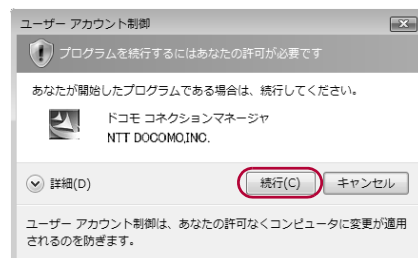 ユーザー アカウント制御
プログラムを続行するにはあなたの許可が必要です
あなたが開始したプログラムである場合は、続行してください。
ドコモ コネクションマネージャ
NTT DOCOMO,INC.
詳細(D)
続行(C)
キャンセル
ユーザー アカウント制御は、あなたの許可なくコンピュータに変更が適用
されるのを防ぎます。